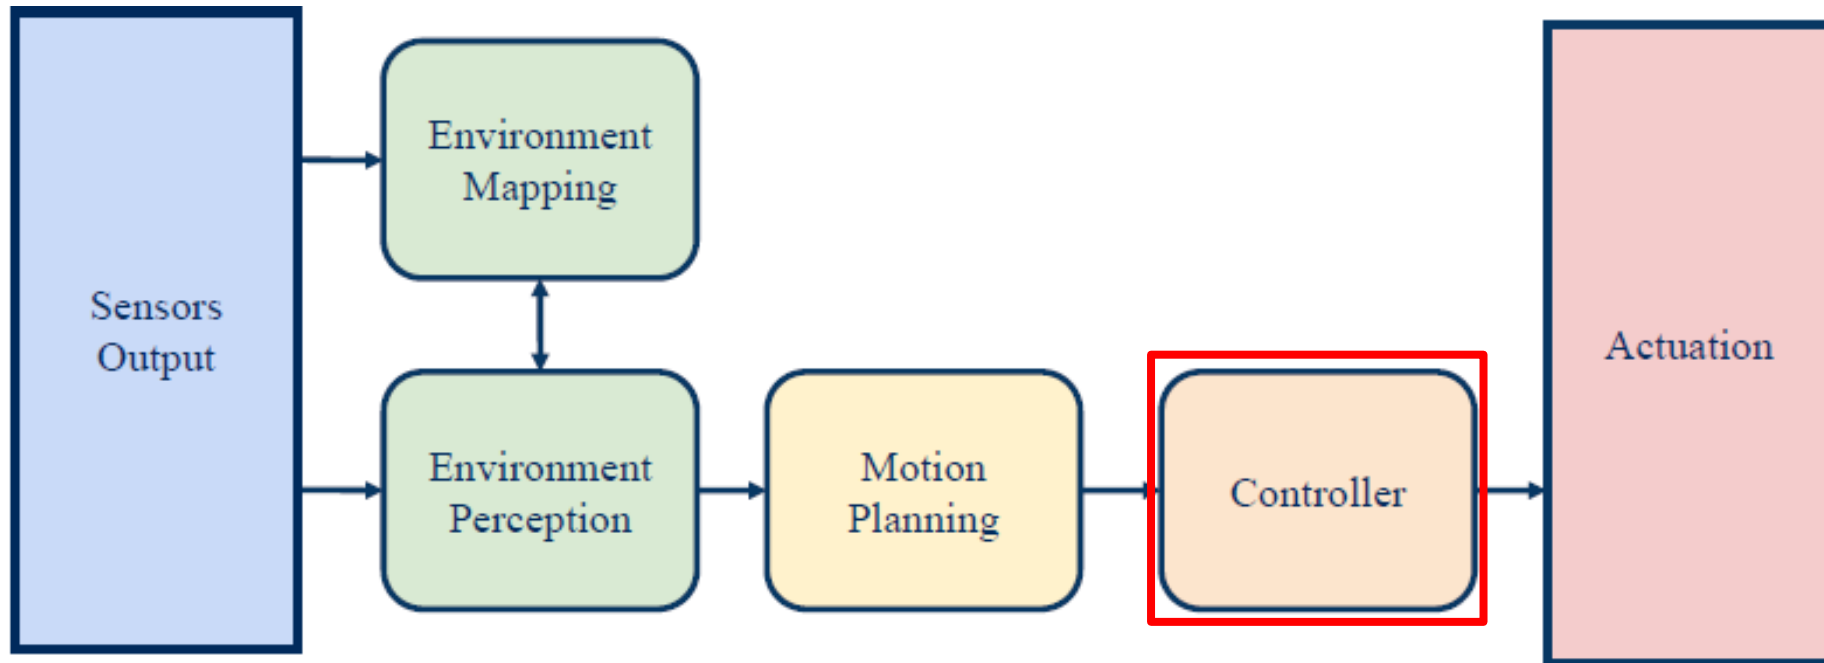 Environment
Mapping
Sensors
Output
Environment
Perception
Motion
Planning
Controller
Actuation